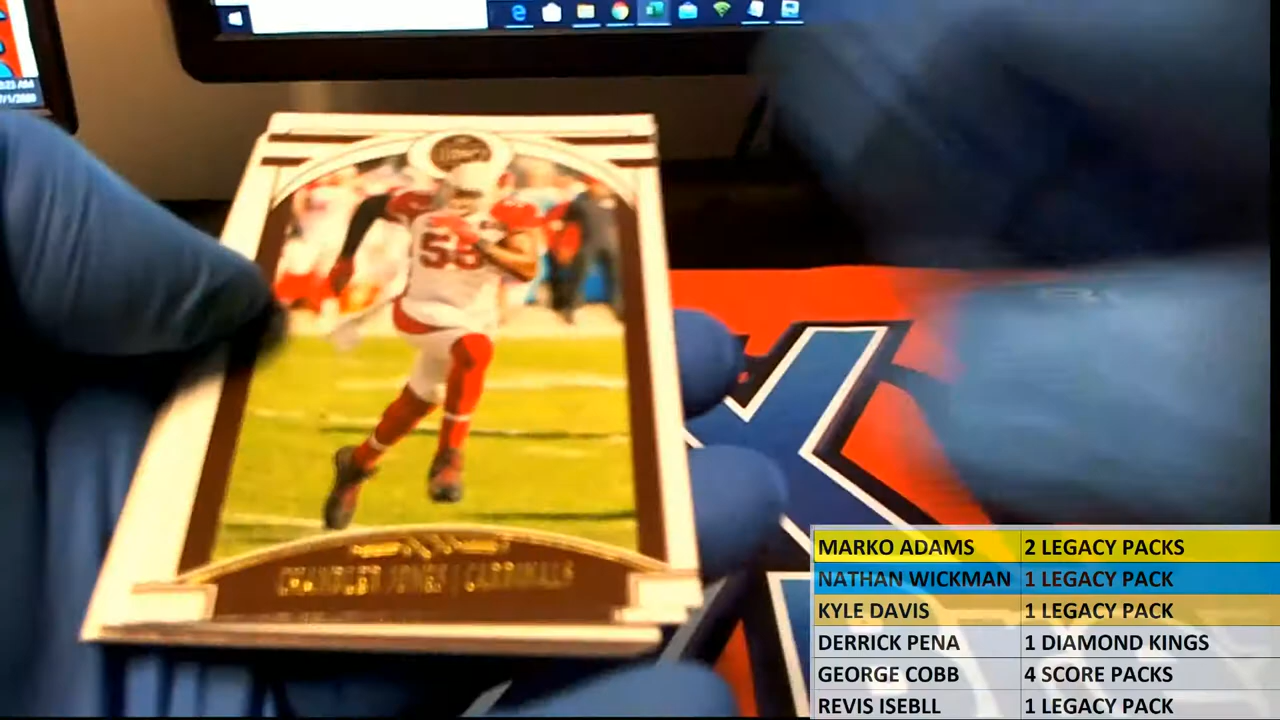 55
CHANDLER JONES | CARDINALS
MARKO ADAMS 2 LEGACY PACKS
NATHAN WICKMAN 1 LEGACY PACK
KYLE DAVIS 1 LEGACY PACK
DERRICK PENA 1 DIAMOND KINGS
GEORGE COBB 4 SCORE PACKS
REVIS ISEBLL 1 LEGACY PACK